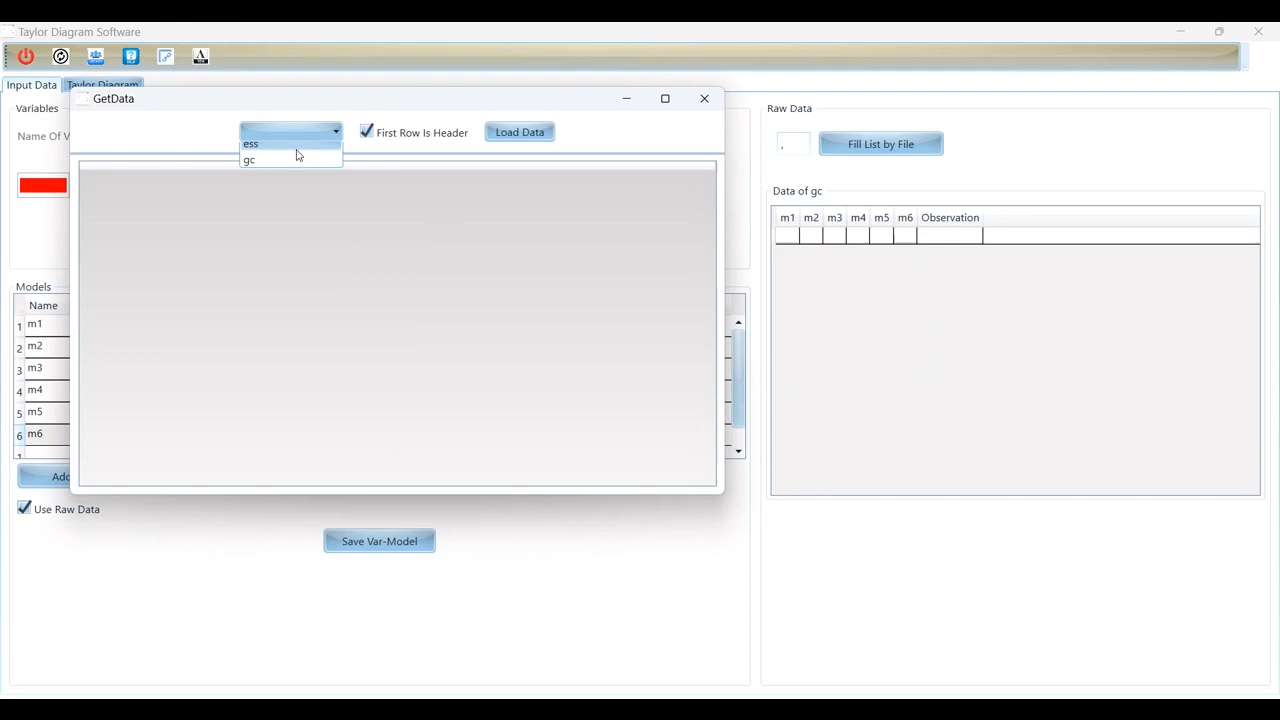 Taylor Diagram Software
Input Data
Taylor Diagram
Variables
Name Of V
GetData
ess
gc
First Row Is Header
Load Data
Models
Name
1 m1
2 m2
3 m3
4 m4
5 m5
6 m6
1
Add
Use Raw Data
Save Var-Model
Raw Data
,
Fill List by File
Data of gc
m1 m2 m3 m4 m5 m6 Observation